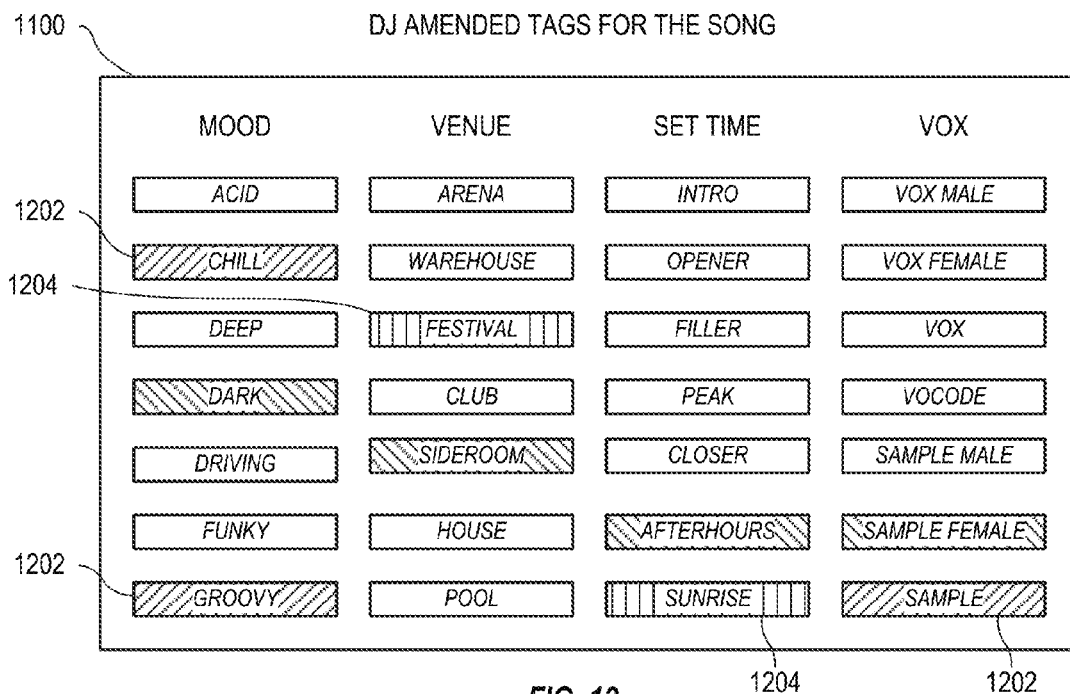 1100 DJ AMENDED TAGS FOR THE SONG
MOOD VENUE SET TIME VOX
ACID ARENA INTRO VOX MALE
1202 CHILL WAREHOUSE OPENER VOX FEMALE
1204
DEEP FESTIVAL FILLER VOX
DARK CLUB PEAK VOCODE
DRIVING SIDEROOM CLOSER SAMPLE MALE
FUNKY HOUSE AFTERHOURS SAMPLE FEMALE
1202
GROOVY POOL SUNRISE SAMPLE
1204 1202
FIG.